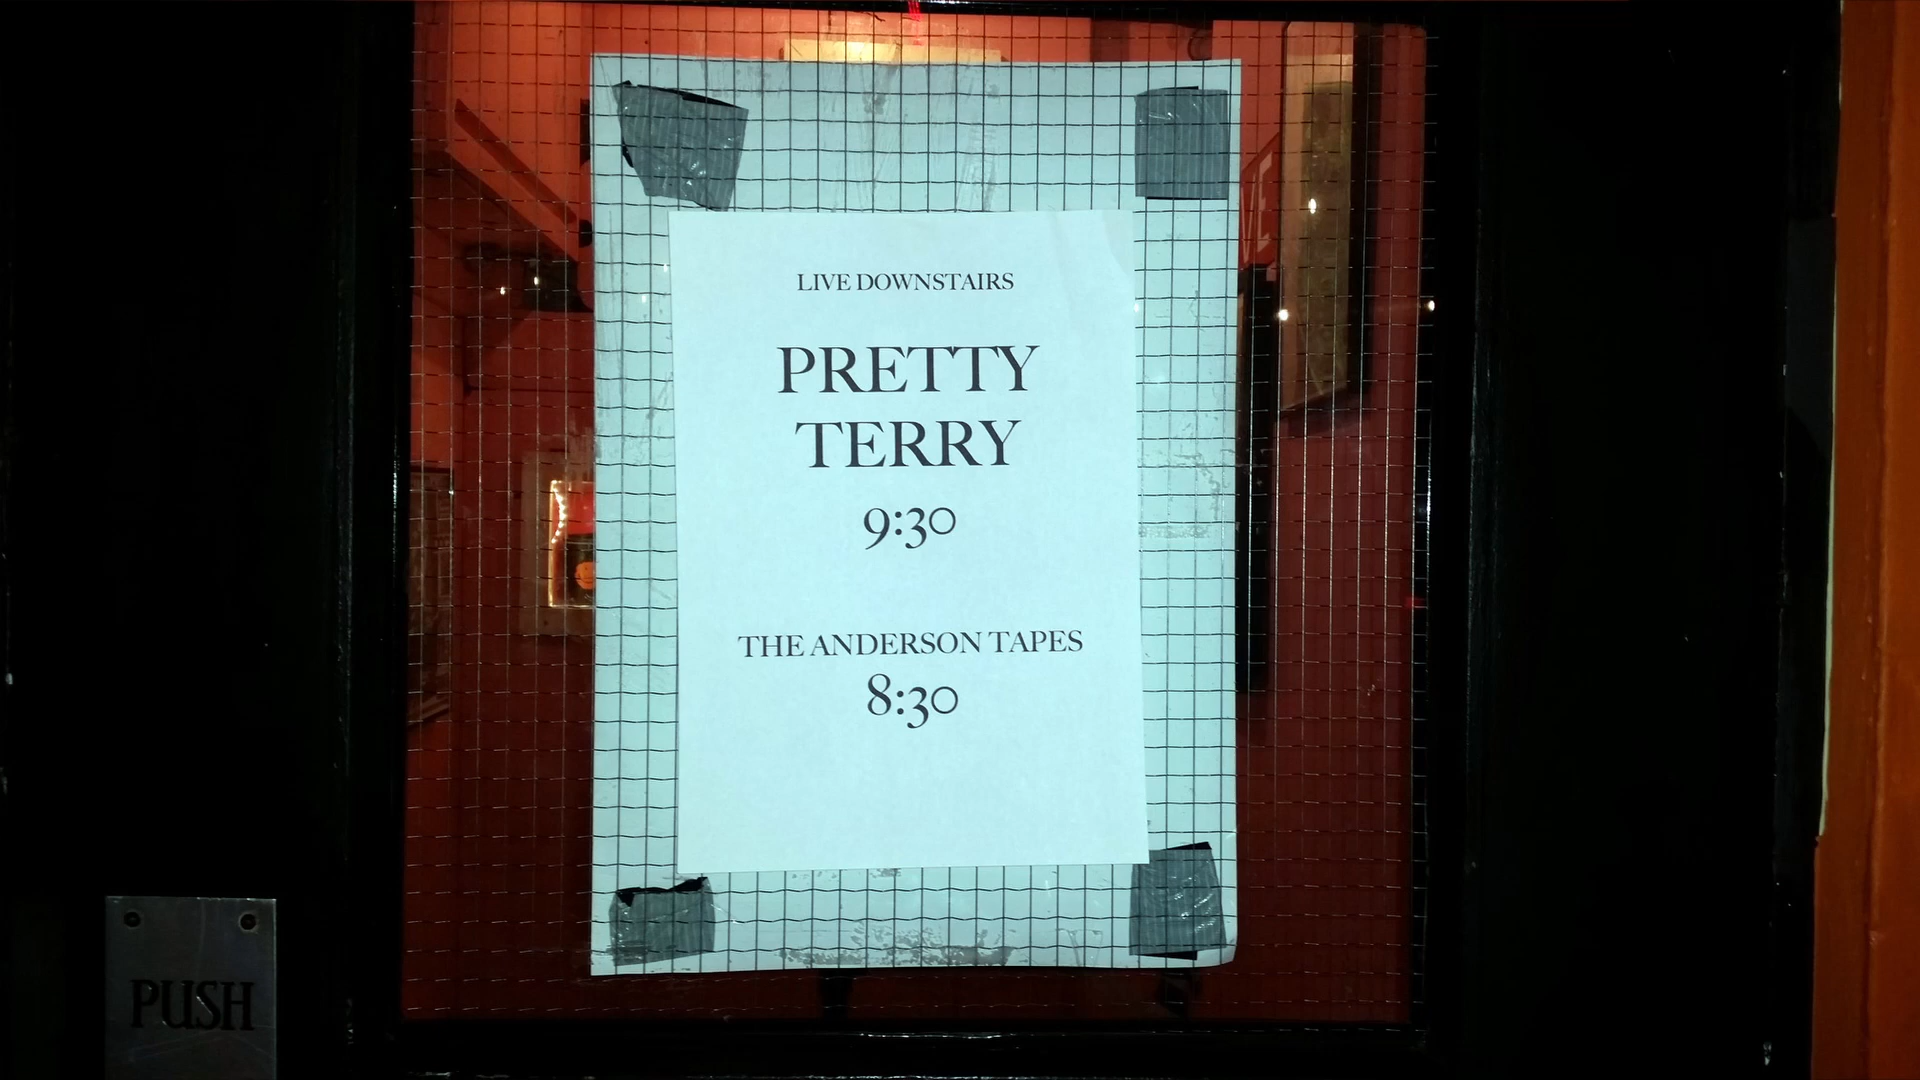 LIVE DOWNSTAIRS
PRETTY
TERRY
9:30
THE ANDERSON TAPES
8:30
PUSH